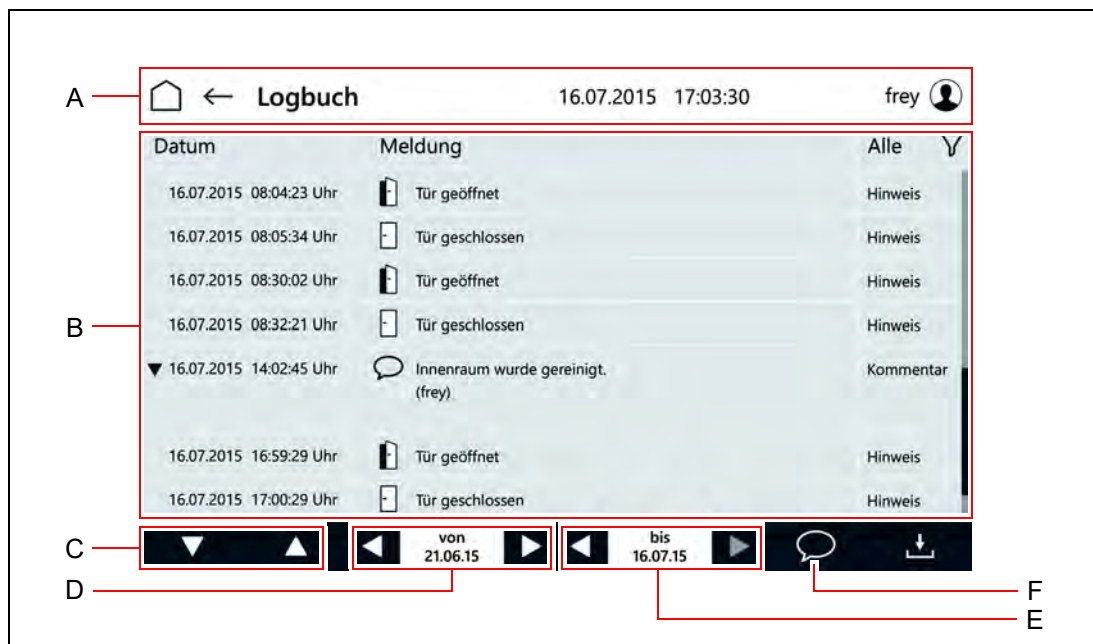 A
Logbuch 16.07.2015 17:03:30 frey
B
Datum Meldung Alle
16.07.2015 08:04:23 Uhr Tür geöffnet Hinweis
16.07.2015 08:05:34 Uhr Tür geschlossen Hinweis
16.07.2015 08:30:02 Uhr Tür geöffnet Hinweis
16.07.2015 08:32:21 Uhr Tür geschlossen Hinweis
16.07.2015 14:02:45 Uhr Innenraum wurde gereinigt. Kommentar
(frey)
16.07.2015 16:59:29 Uhr Tür geöffnet Hinweis
16.07.2015 17:00:29 Uhr Tür geschlossen Hinweis
C
von
21.06.15
bis
16.07.15
D
F
E